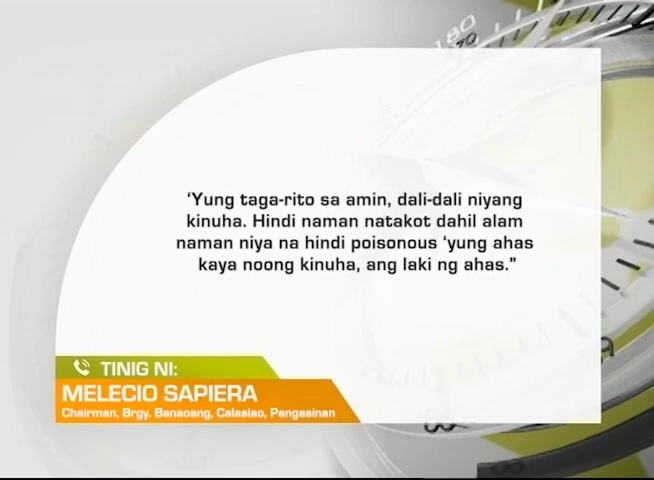 ‘Yung taga-rito sa amin, dali-dali niyang
kinuha. Hindi naman natakot dahil alam
naman niya na hindi poisonous ‘yung ahas
kaya noong kinuha, ang laki ng ahas.”
TINIG NI:
MELECIO SAPIERA
Chairman, Brgy. Banaoang, Calasiao, Pangasinan